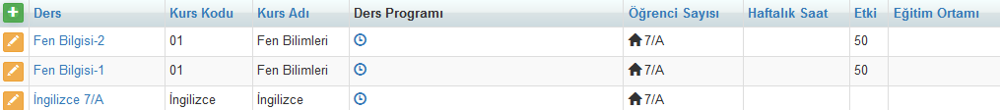 Ders Kurs Kodu Kurs Adı Ders Programı Öğrenci Sayısı Haftalık Saat Etki Eğitim Ortamı
Fen Bilgisi-2 01 Fen Bilimleri 7/A 50
Fen Bilgisi-1 01 Fen Bilimleri 7/A 50
İngilizce 7/A İngilizce İngilizce 7/A